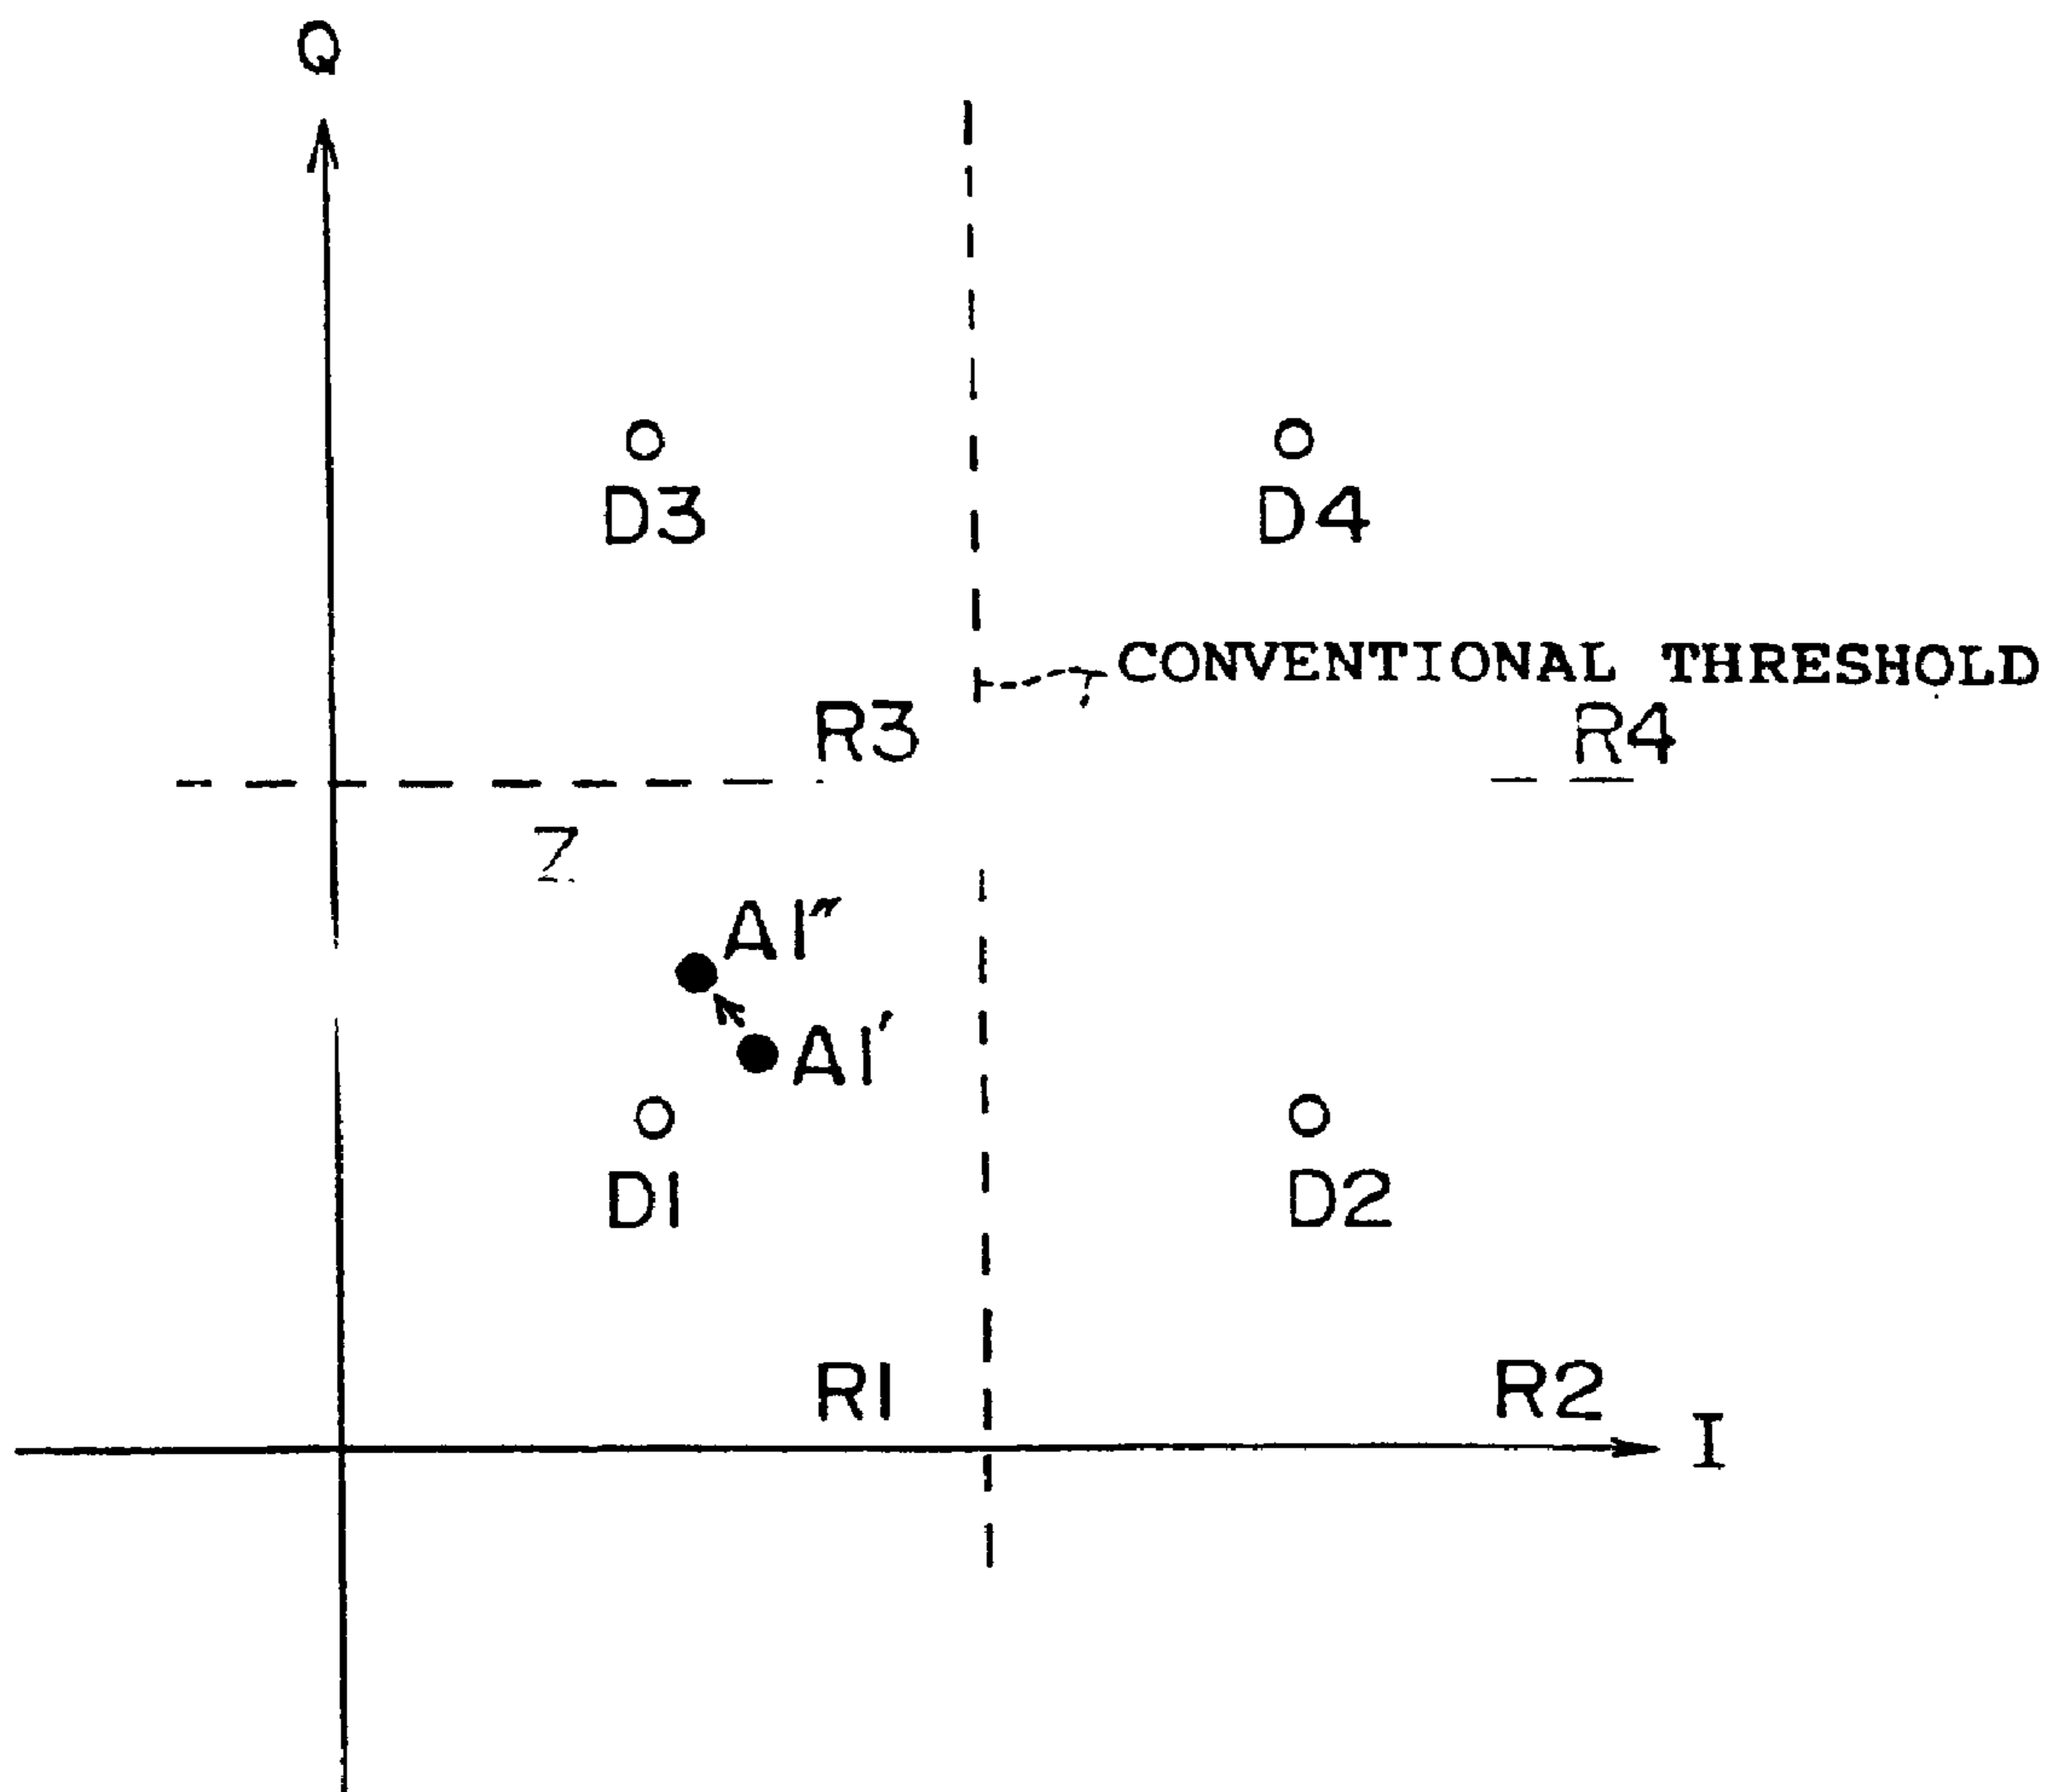 Q
D3 D4
CONVENTIONAL THRESHOLD
R3 R4
Z
A1″
A1′
D1 D2
R1 R2
I